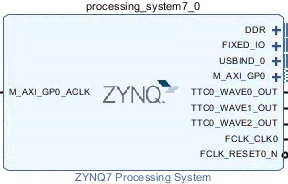 processing_system7_0
DDR
FIXED_IO
USBIND_0
M_AXI_GP0
M_AXI_GP0_ACLK
ZYNQ
TTC0_WAVE0_OUT
TTC0_WAVE1_OUT
TTC0_WAVE2_OUT
FCLK_CLK0
FCLK_RESET0_N
ZYNQ7 Processing System